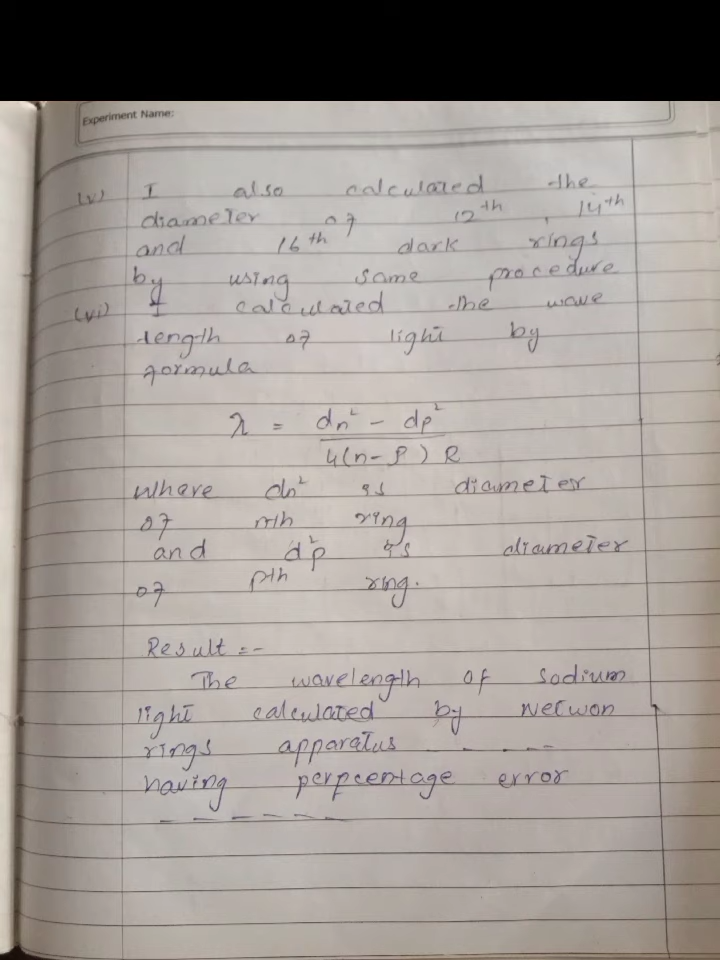 Experiment Name:
(v) I also calculated the
diameter of 12th, 14th
and 16th dark rings
by using same procedure
(vi) I calculated the wave
length of light by
formula
λ = dn² - dp² / 4(n-P) R
Where dn² is diameter
of nth ring
and d²p is diameter
of pth ring.
Result :-
The wavelength of sodium
light calculated by Netwon
rings apparatus - - - - -
having perpcentage error
- - - - - -